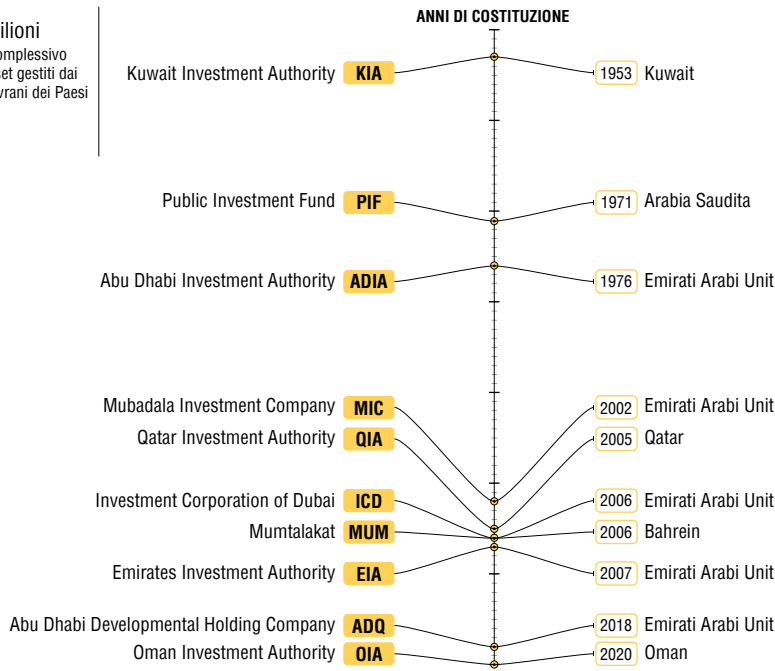 ilioni
omplessivo
set gestiti dai
vrani dei Paesi
ANNI DI COSTITUZIONE
Kuwait Investment Authority KIA 1953 Kuwait
Public Investment Fund PIF 1971 Arabia Saudita
Abu Dhabi Investment Authority ADIA 1976 Emirati Arabi Unit
Mubadala Investment Company MIC 2002 Emirati Arabi Unit
Qatar Investment Authority QIA 2005 Qatar
Investment Corporation of Dubai ICD 2006 Emirati Arabi Unit
Mumtalakat MUM 2006 Bahrein
Emirates Investment Authority EIA 2007 Emirati Arabi Unit
Abu Dhabi Developmental Holding Company ADQ 2018 Emirati Arabi Unit
Oman Investment Authority OIA 2020 Oman